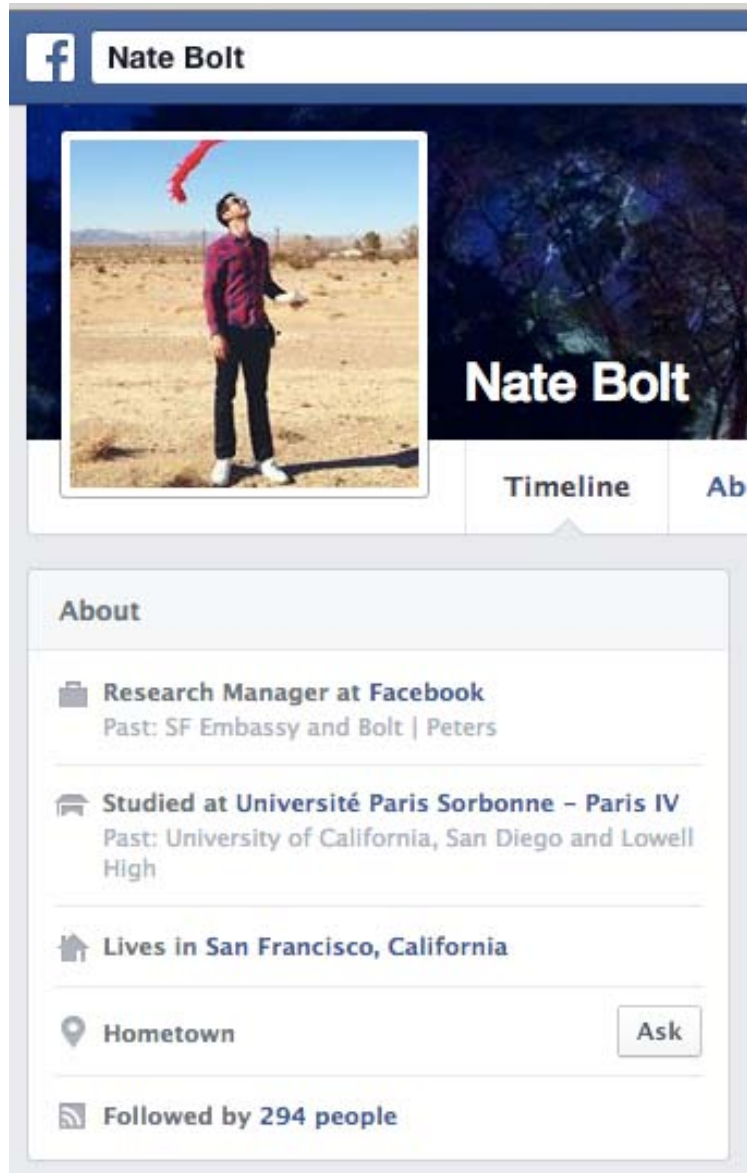 Nate Bolt
Nate Bolt
Timeline
Ab
About
Research Manager at Facebook
Past: SF Embassy and Bolt | Peters
Studied at Université Paris Sorbonne – Paris IV
Past: University of California, San Diego and Lowell
High
Lives in San Francisco, California
Hometown
Ask
Followed by 294 people